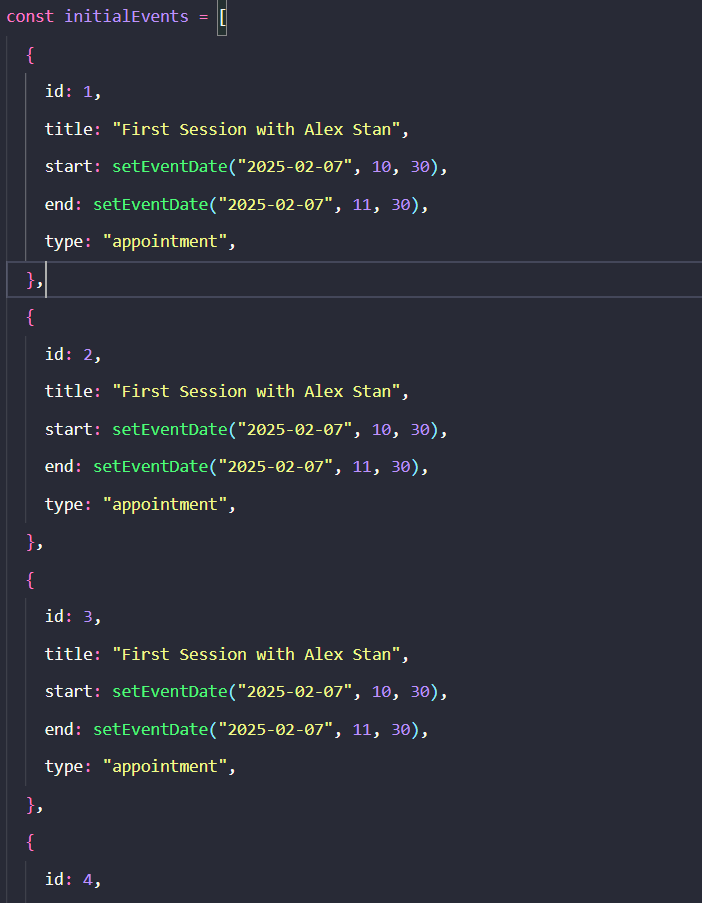 const initialEvents = [
{
id: 1,
title: "First Session with Alex Stan",
start: setEventDate("2025-02-07", 10, 30),
end: setEventDate("2025-02-07", 11, 30),
type: "appointment",
},
{
id: 2,
title: "First Session with Alex Stan",
start: setEventDate("2025-02-07", 10, 30),
end: setEventDate("2025-02-07", 11, 30),
type: "appointment",
},
{
id: 3,
title: "First Session with Alex Stan",
start: setEventDate("2025-02-07", 10, 30),
end: setEventDate("2025-02-07", 11, 30),
type: "appointment",
},
{
id: 4,